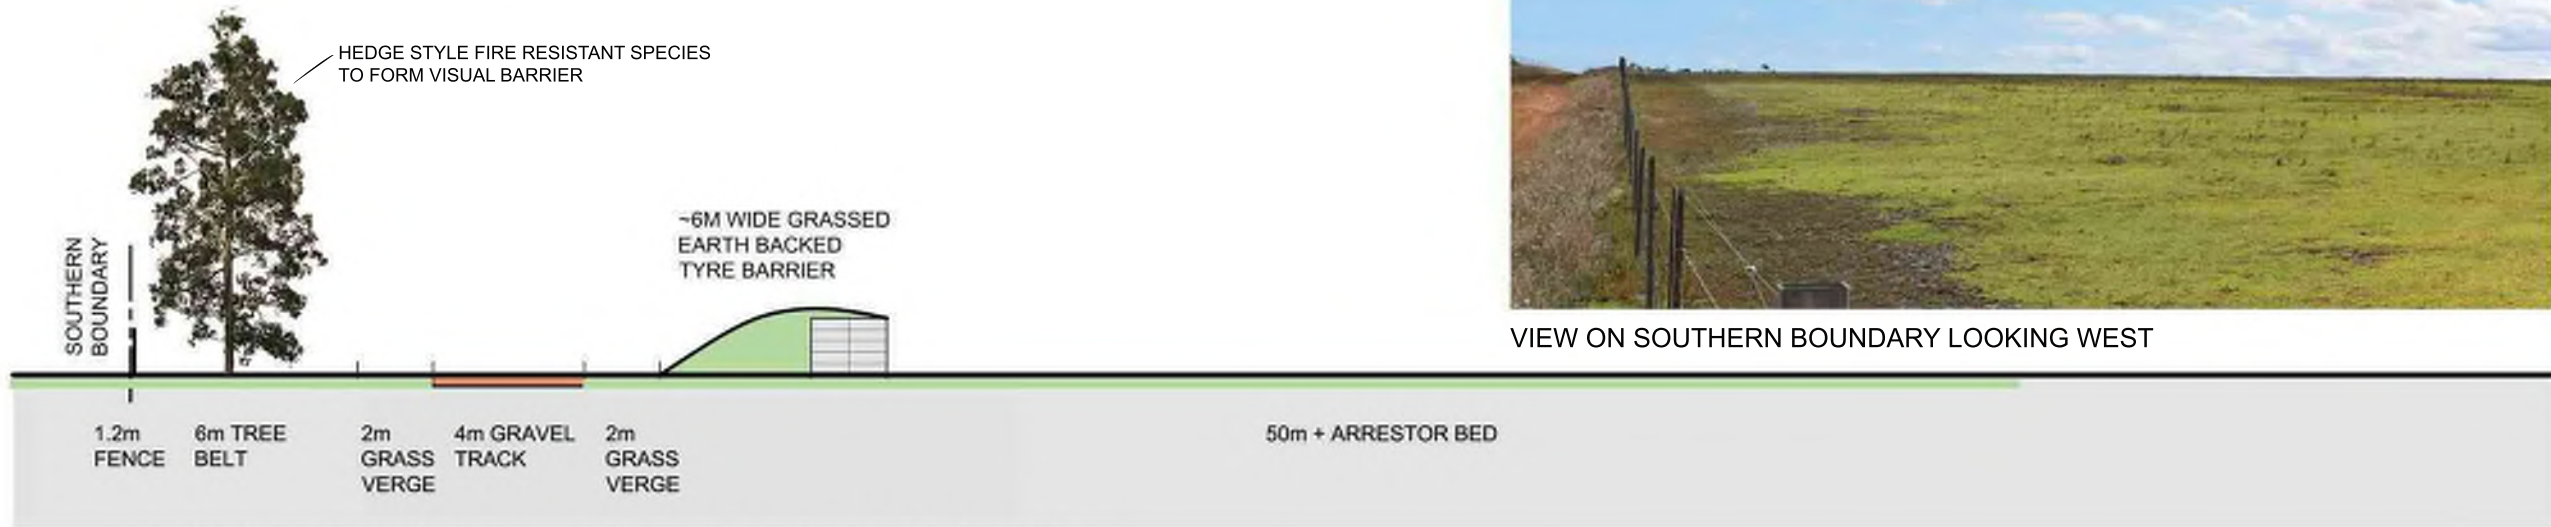 HEDGE STYLE FIRE RESISTANT SPECIES
TO FORM VISUAL BARRIER
SOUTHERN
BOUNDARY
~6M WIDE GRASSED
EARTH BACKED
TYRE BARRIER
VIEW ON SOUTHERN BOUNDARY LOOKING WEST
1.2m
FENCE
6m TREE
BELT
2m
GRASS
VERGE
4m GRAVEL
TRACK
2m
GRASS
VERGE
50m + ARRESTOR BED